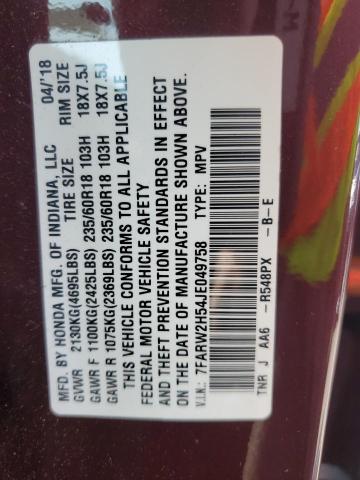 MFD. BY HONDA MFG. OF INDIANA, LLC 04/'18
GVWR 2130KG(4695LBS) TIRE SIZE RIM SIZE
GAWR F 1100KG(2425LBS) 235/60R18 103H 18X7.5J
GAWR R 1075KG(2369LBS) 235/60R18 103H 18X7.5J
THIS VEHICLE CONFORMS TO ALL APPLICABLE
FEDERAL MOTOR VEHICLE SAFETY
AND THEFT PREVENTION STANDARDS IN EFFECT
ON THE DATE OF MANUFACTURE SHOWN ABOVE.
V.I.N.: 7FARW2H54JE049758 TYPE: MPV
TNR J AA6 -R548PX -B-E